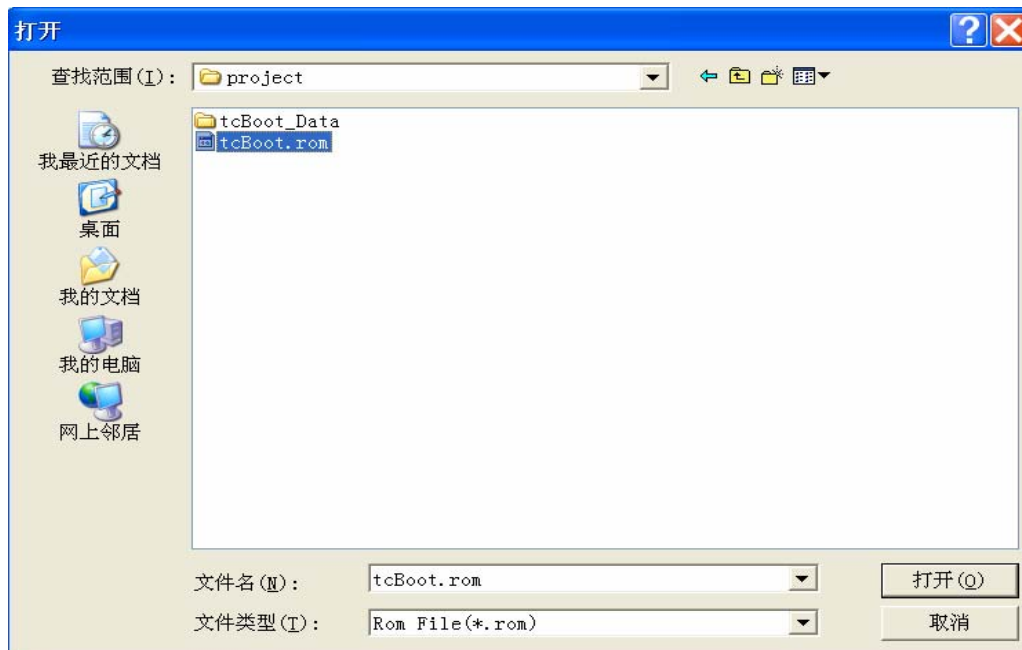 打开
查找范围(I): project
tcBoot_Data
tcBoot.rom
我最近的文档
桌面
我的文档
我的电脑
网上邻居
文件名(N): tcBoot.rom 打开(O)
文件类型(T): Rom File(*.rom) 取消